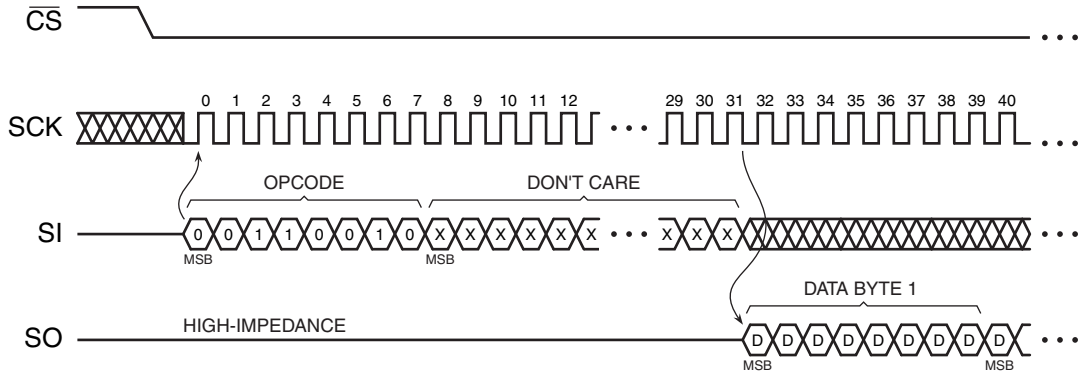 CS
SCK
0 1 2 3 4 5 6 7 8 9 10 11 12 29 30 31 32 33 34 35 36 37 38 39 40
OPCODE DON'T CARE
SI
0 0 1 1 0 0 1 0 X X X X X X X X X
MSB MSB
DATA BYTE 1
SO
HIGH-IMPEDANCE
D D D D D D D D D
MSB MSB